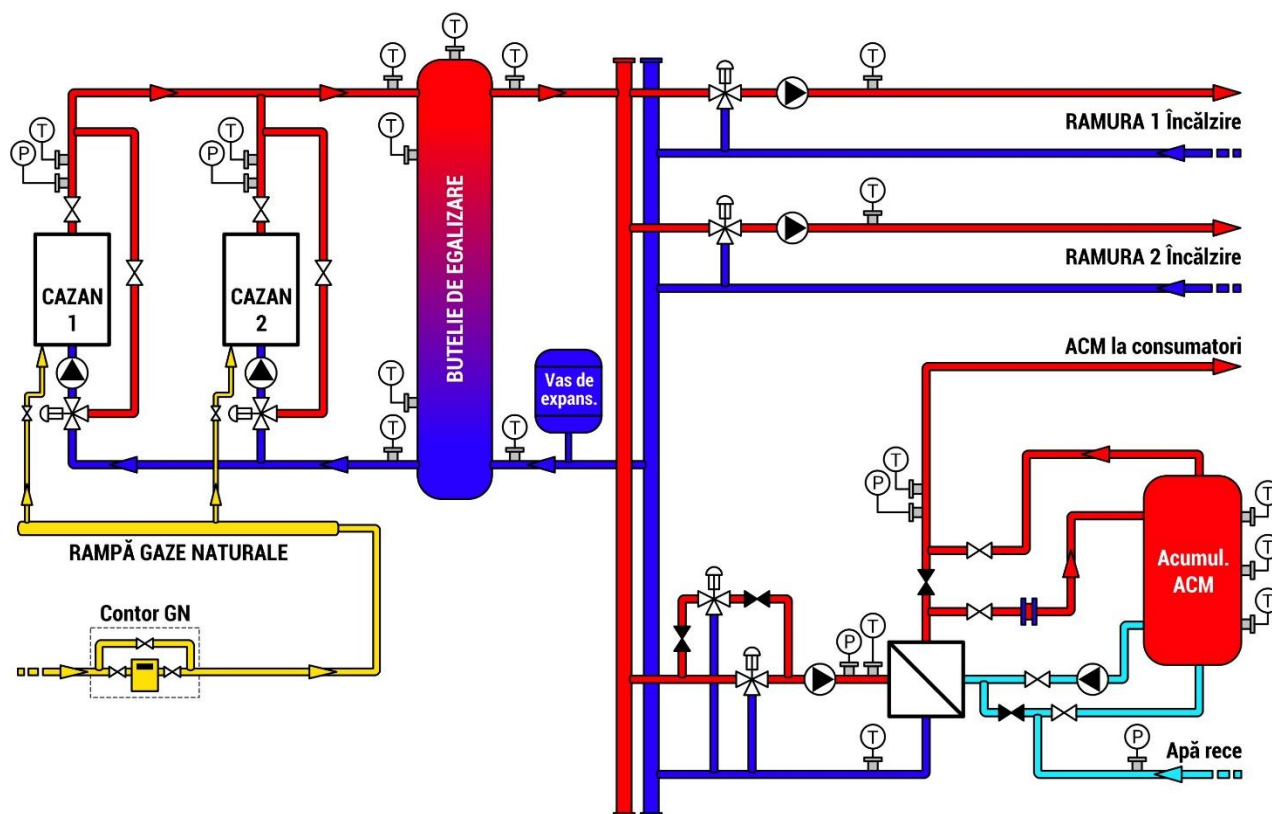 T
T
T
T
T
P
T
P
T
RAMURA 1 Încălzire
BUTELIE DE EGALIZARE
T
CAZAN
1
CAZAN
2
RAMURA 2 Încălzire
ACM la consumatori
T
Vas de
expans.
T
T
T
P
T
RAMPĂ GAZE NATURALE
Acumul.
ACM
T
T
Contor GN
P
T
T
P
Apă rece